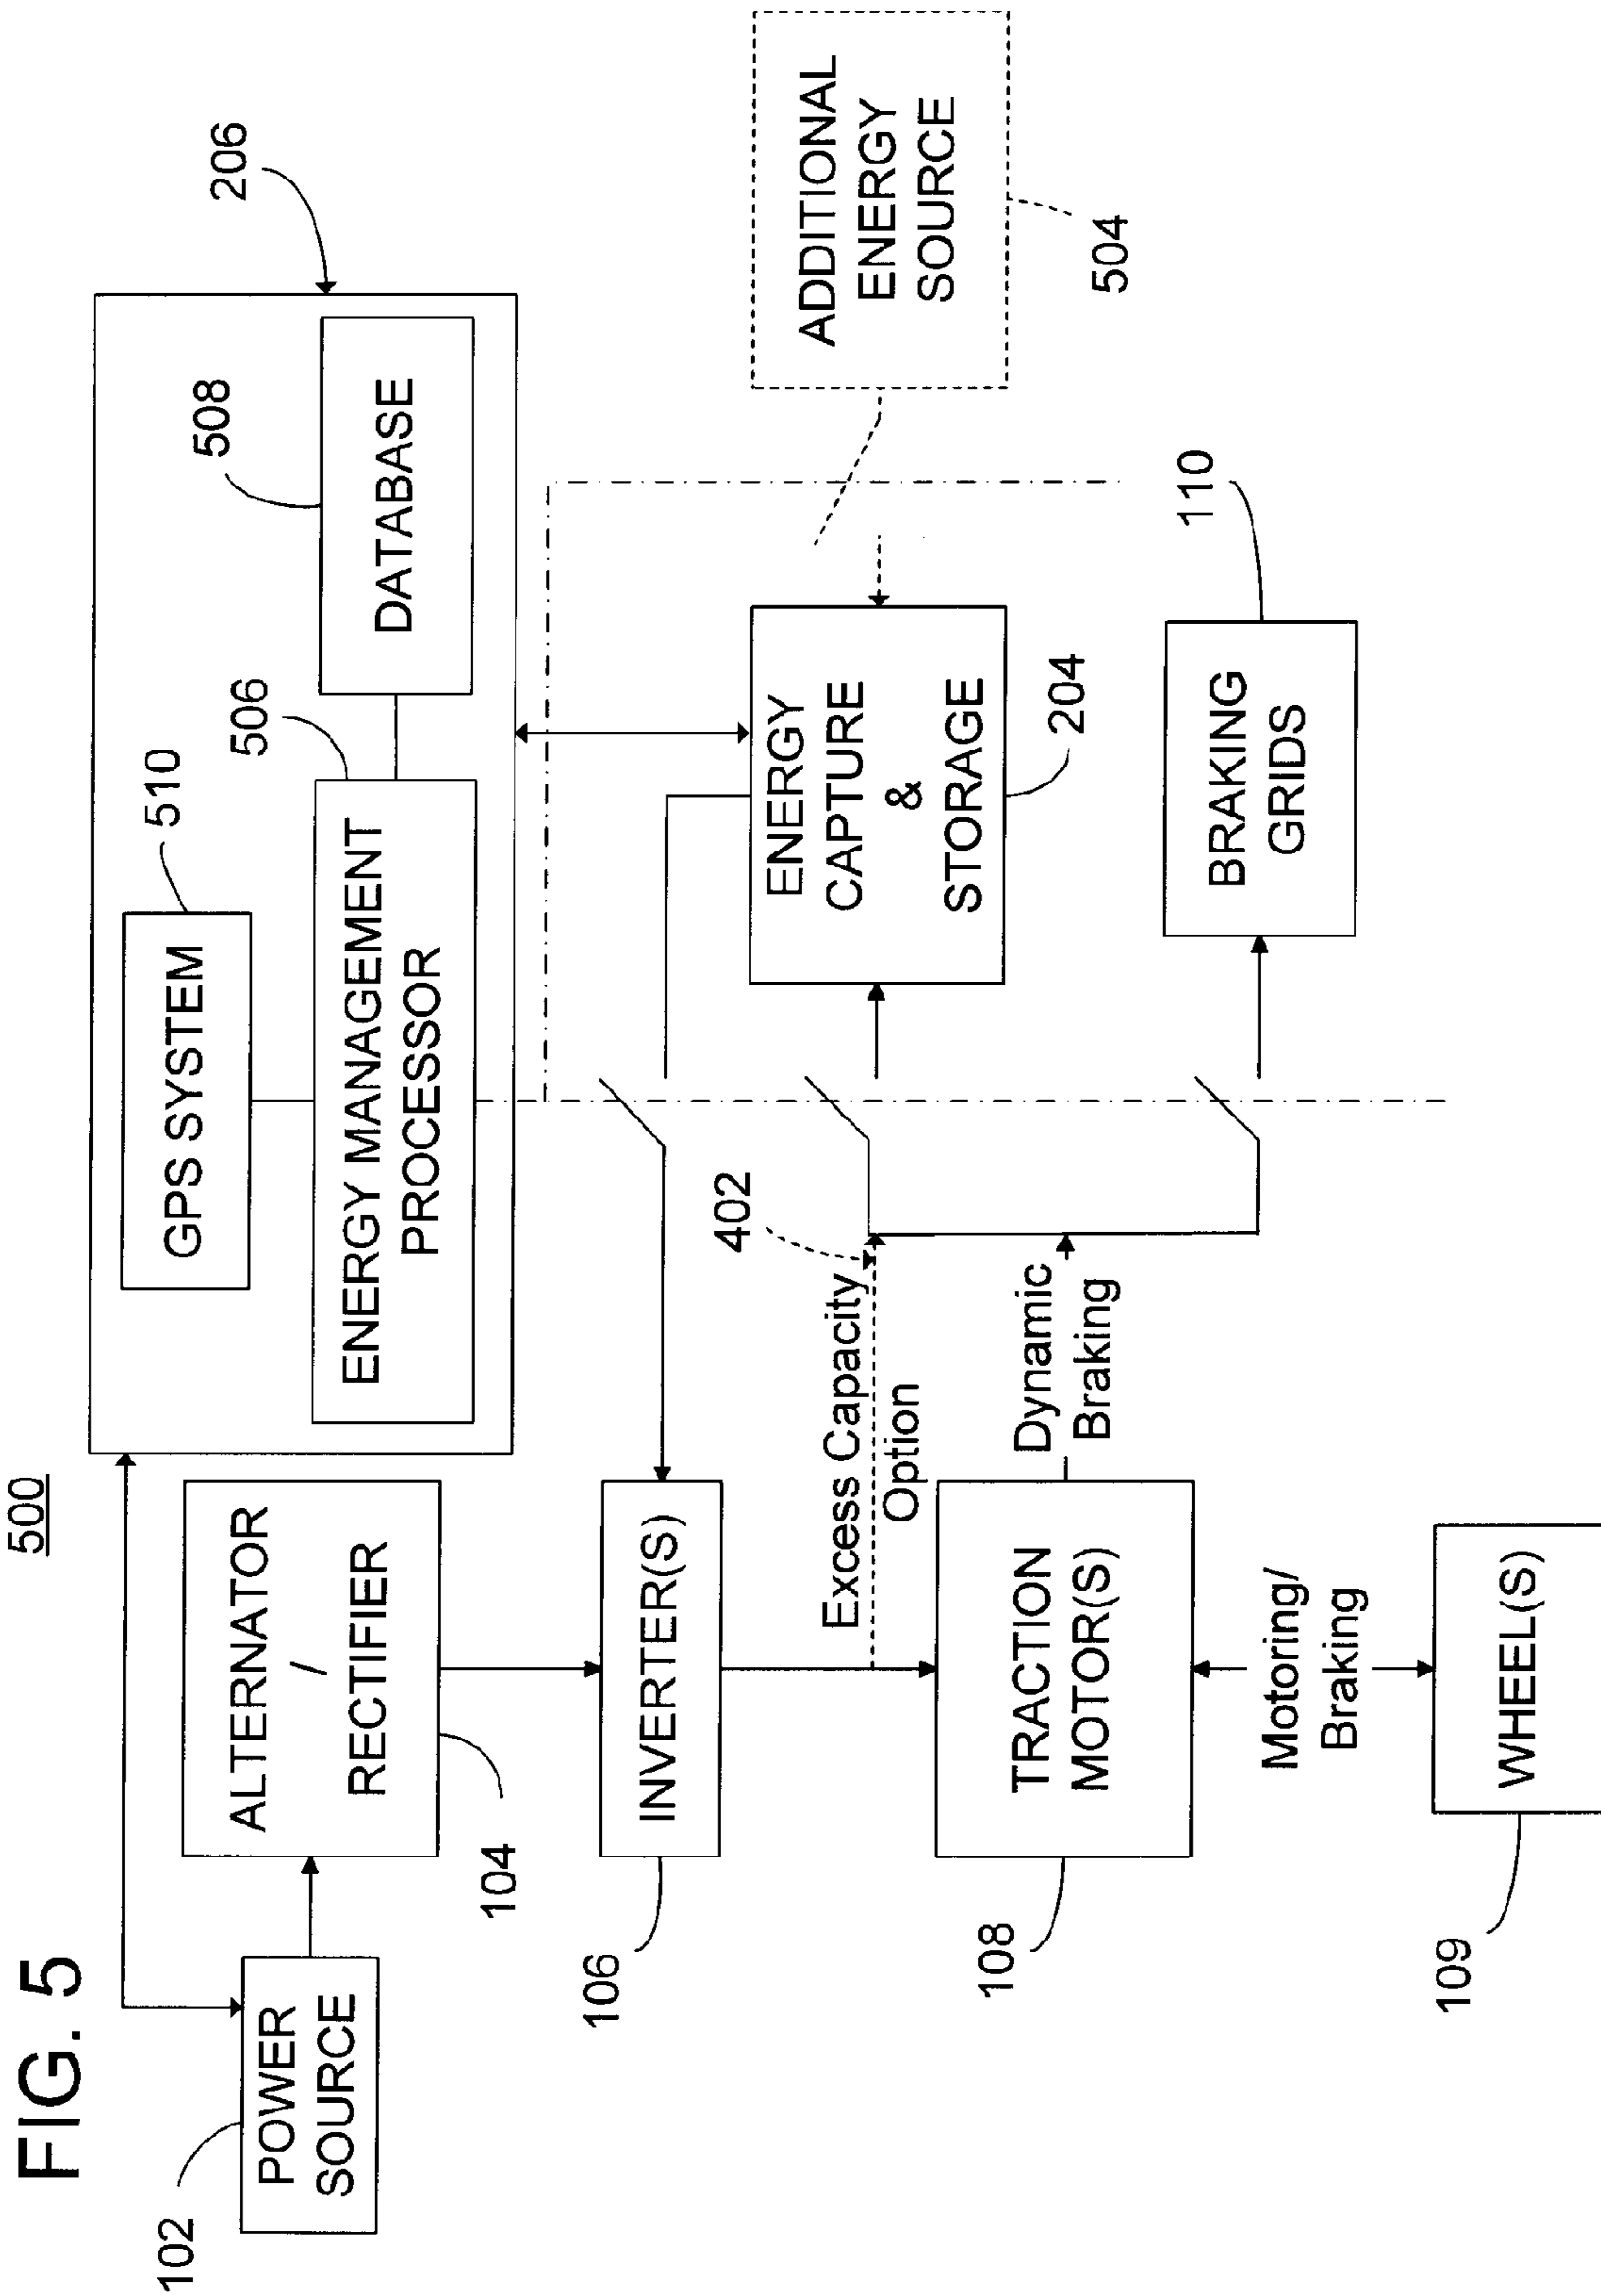 FIG. 5
500
102
POWER
SOURCE
ALTERNATOR
/
RECTIFIER
104
GPS SYSTEM
510
ENERGY MANAGEMENT
PROCESSOR
506
DATABASE
508
206
INVERTER(S)
106
Excess Capacity
Option
402
ENERGY
CAPTURE
&
STORAGE
204
ADDITIONAL
ENERGY
SOURCE
504
TRACTION
MOTOR(S)
108
Dynamic
Braking
BRAKING
GRIDS
110
Motoring/
Braking
WHEEL(S)
109